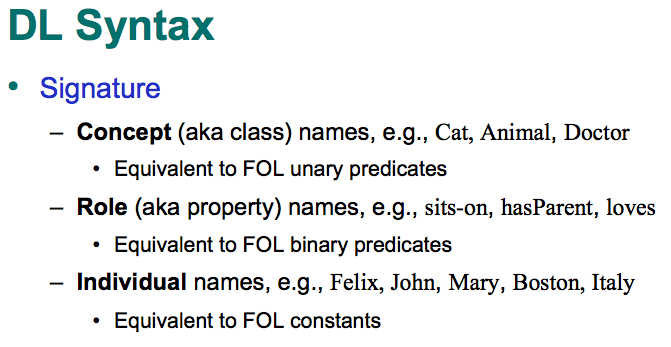 DL Syntax
• Signature
– Concept (aka class) names, e.g., Cat, Animal, Doctor
• Equivalent to FOL unary predicates
– Role (aka property) names, e.g., sits-on, hasParent, loves
• Equivalent to FOL binary predicates
– Individual names, e.g., Felix, John, Mary, Boston, Italy
• Equivalent to FOL constants